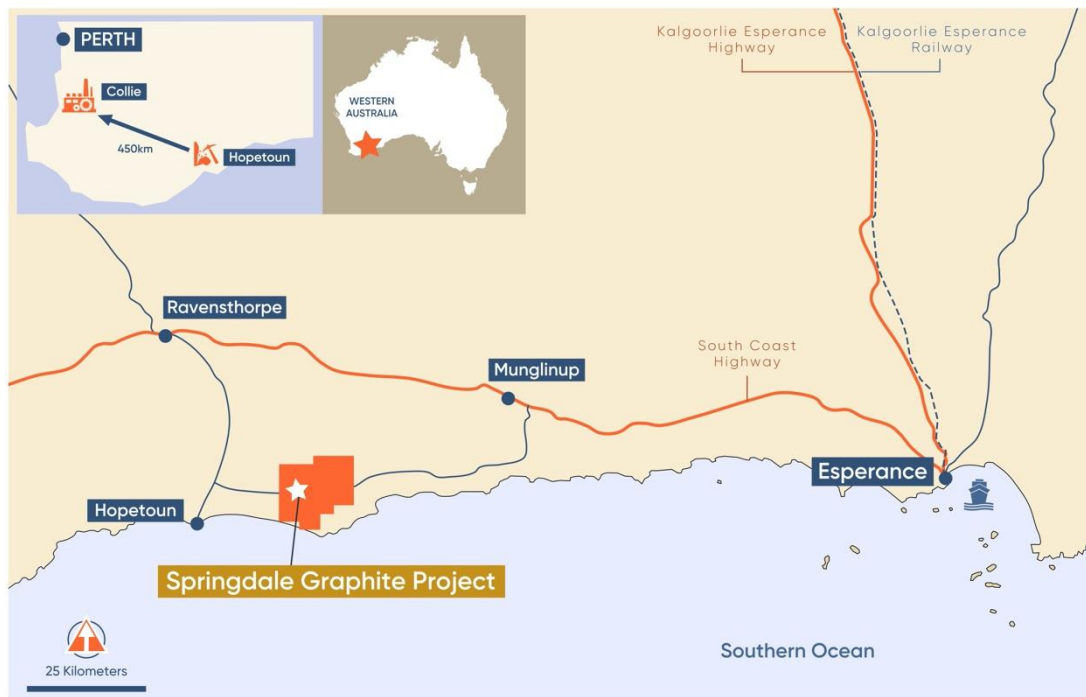 PERTH
Collie
450km
Hopetoun
WESTERN
AUSTRALIA
Kalgoorlie Esperance
Highway
Kalgoorlie Esperance
Railway
Ravensthorpe
Munglinup
South Coast
Highway
Esperance
Hopetoun
Springdale Graphite Project
Southern Ocean
25 Kilometers